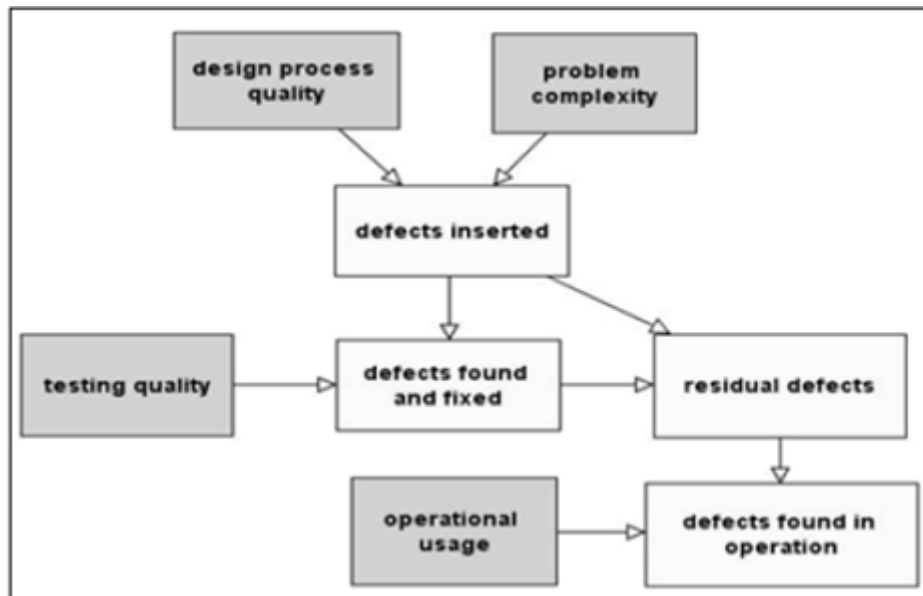 design process
quality
problem
complexity
defects inserted
testing quality
defects found
and fixed
residual defects
operational
usage
defects found in
operation